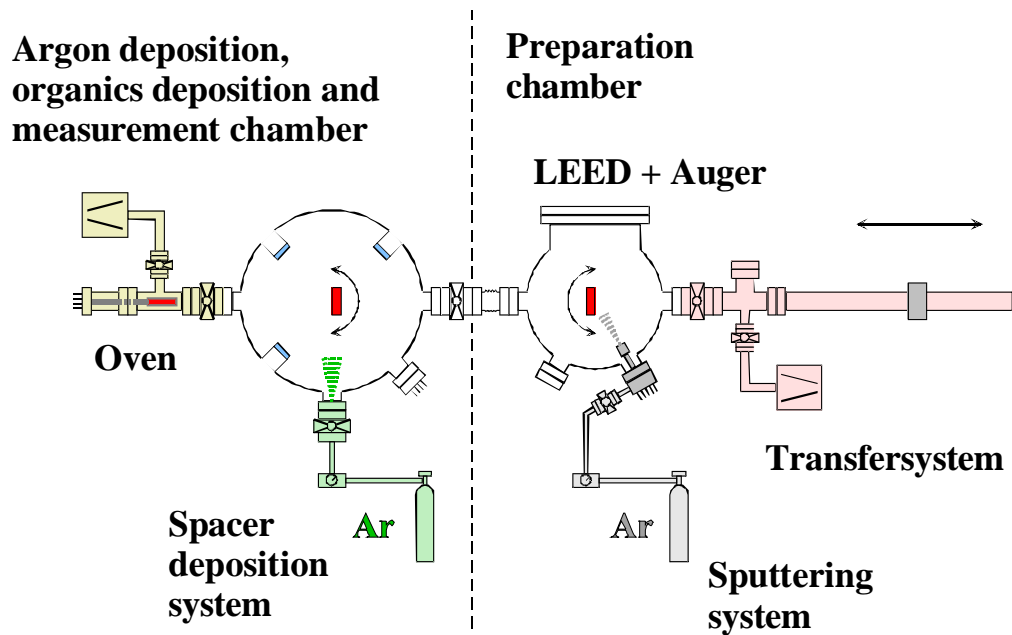 Argon deposition,
organics deposition and
measurement chamber
Preparation
chamber
LEED + Auger
Oven
Transfersystem
Spacer
deposition
system
Ar
Ar
Sputtering
system